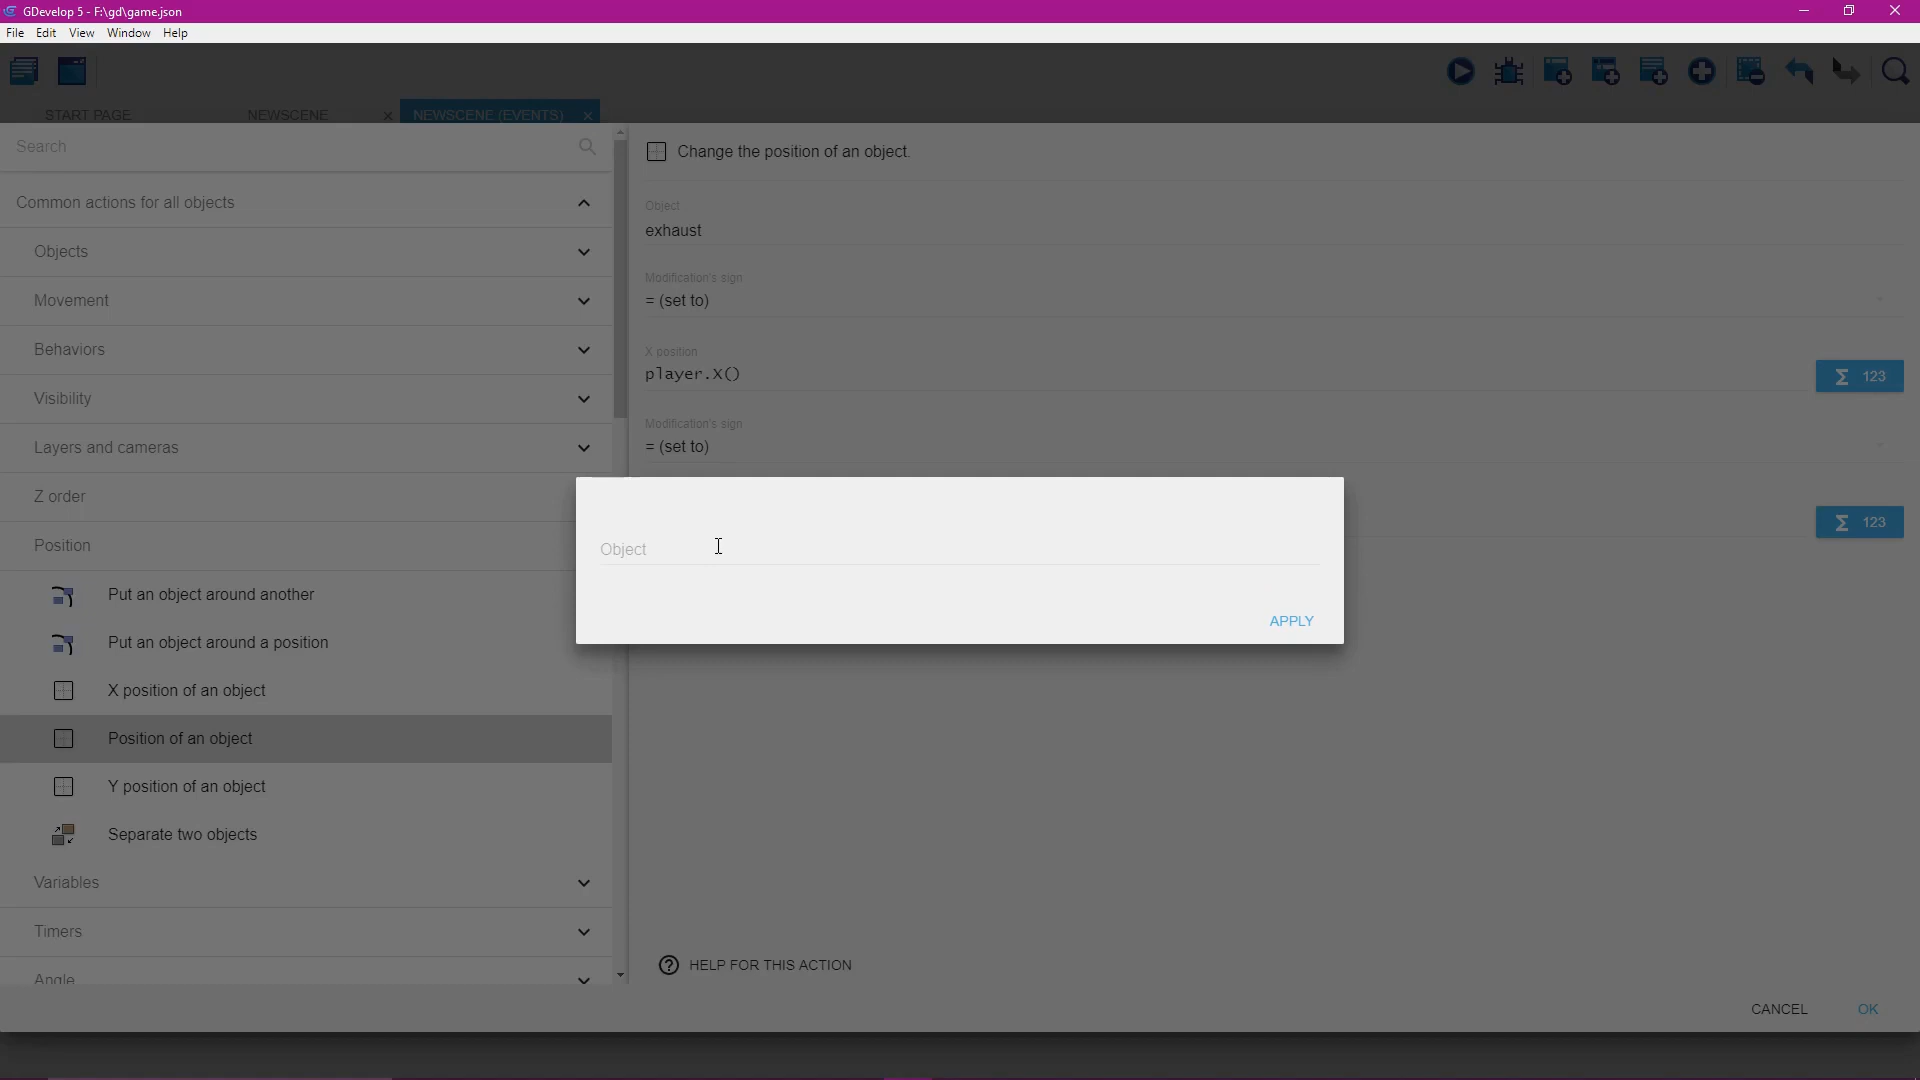 GDevelop 5 - F:\gd\game.json
File Edit View Window Help
START PAGE NEWSCENE NEWSCENE (EVENTS)
Search
Change the position of an object.
Common actions for all objects
Object
exhaust
Objects
Modification's sign
= (set to)
Movement
Behaviors
X position
player.X()
Σ 123
Visibility
Modification's sign
= (set to)
Layers and cameras
Z order
Σ 123
Position
Object
APPLY
Put an object around another
Put an object around a position
X position of an object
Position of an object
Y position of an object
Separate two objects
Variables
Timers
HELP FOR THIS ACTION
Angle
CANCEL OK